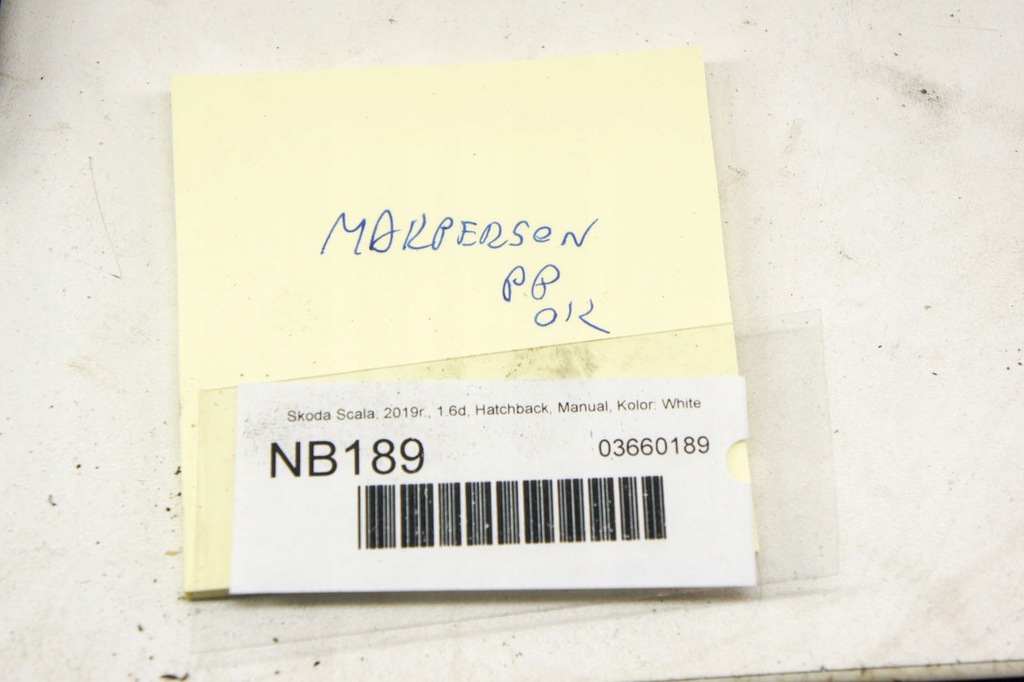 MAKPERSON
PP
OK
Skoda Scala, 2019r., 1.6d, Hatchback, Manual, Kolor: White
NB189
03660189